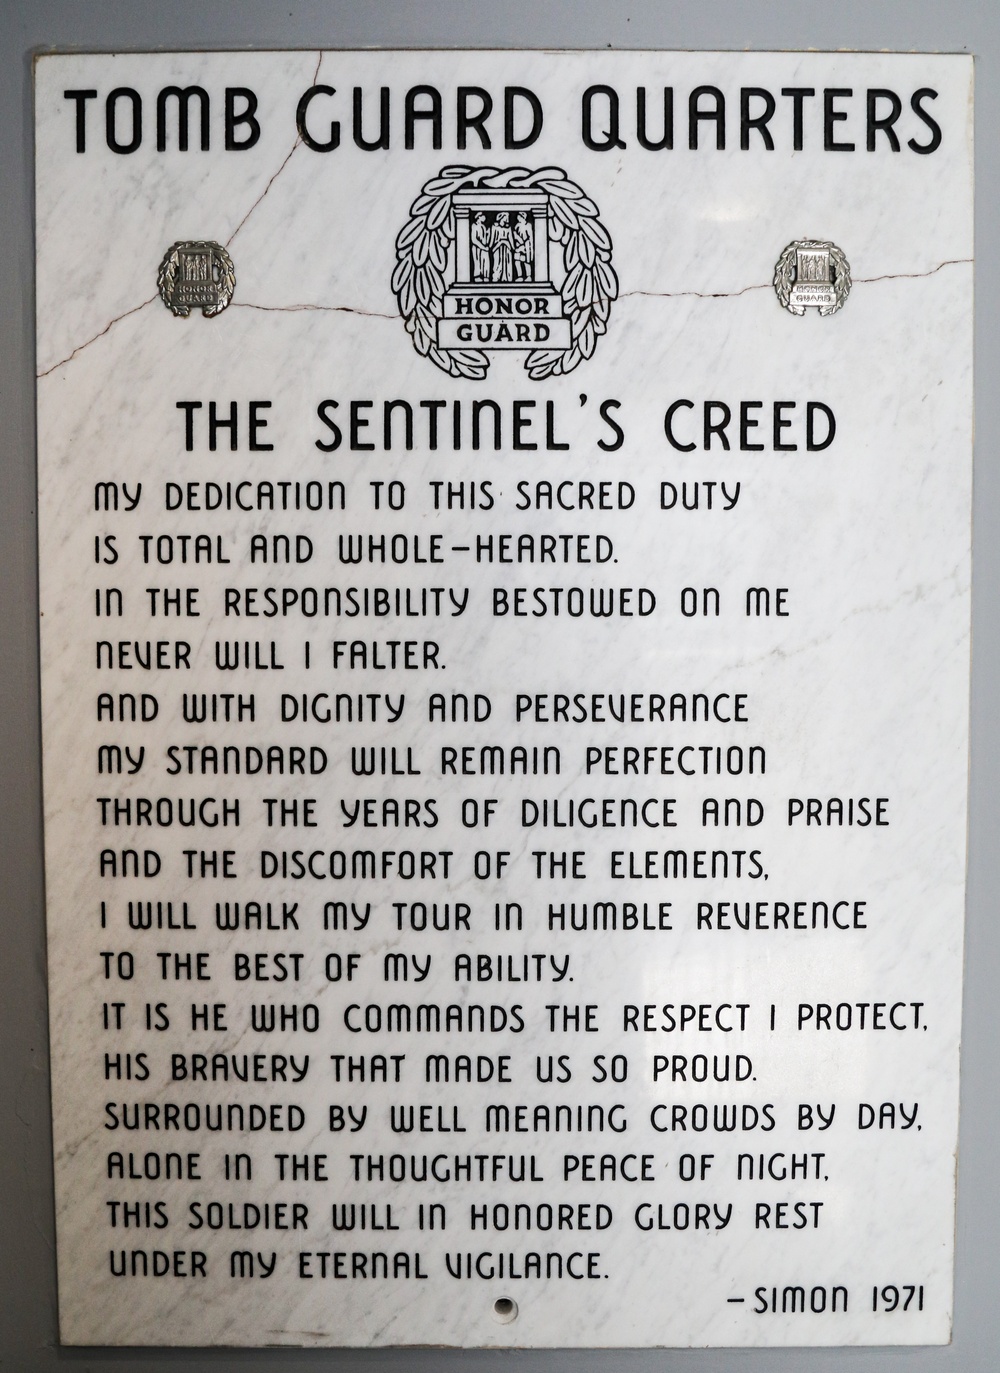 TOMB GUARD QUARTERS
HONOR
GUARD
HONOR
GUARD
HONOR
GUARD
THE SENTINEL'S CREED
MY DEDICATION TO THIS SACRED DUTY
IS TOTAL AND WHOLE-HEARTED.
IN THE RESPONSIBILITY BESTOWED ON ME
NEVER WILL I FALTER.
AND WITH DIGNITY AND PERSEVERANCE
MY STANDARD WILL REMAIN PERFECTION
THROUGH THE YEARS OF DILIGENCE AND PRAISE
AND THE DISCOMFORT OF THE ELEMENTS,
I WILL WALK MY TOUR IN HUMBLE REVERENCE
TO THE BEST OF MY ABILITY.
IT IS HE WHO COMMANDS THE RESPECT I PROTECT,
HIS BRAVERY THAT MADE US SO PROUD.
SURROUNDED BY WELL MEANING CROWDS BY DAY,
ALONE IN THE THOUGHTFUL PEACE OF NIGHT,
THIS SOLDIER WILL IN HONORED GLORY REST
UNDER MY ETERNAL VIGILANCE.
-SIMON 1971